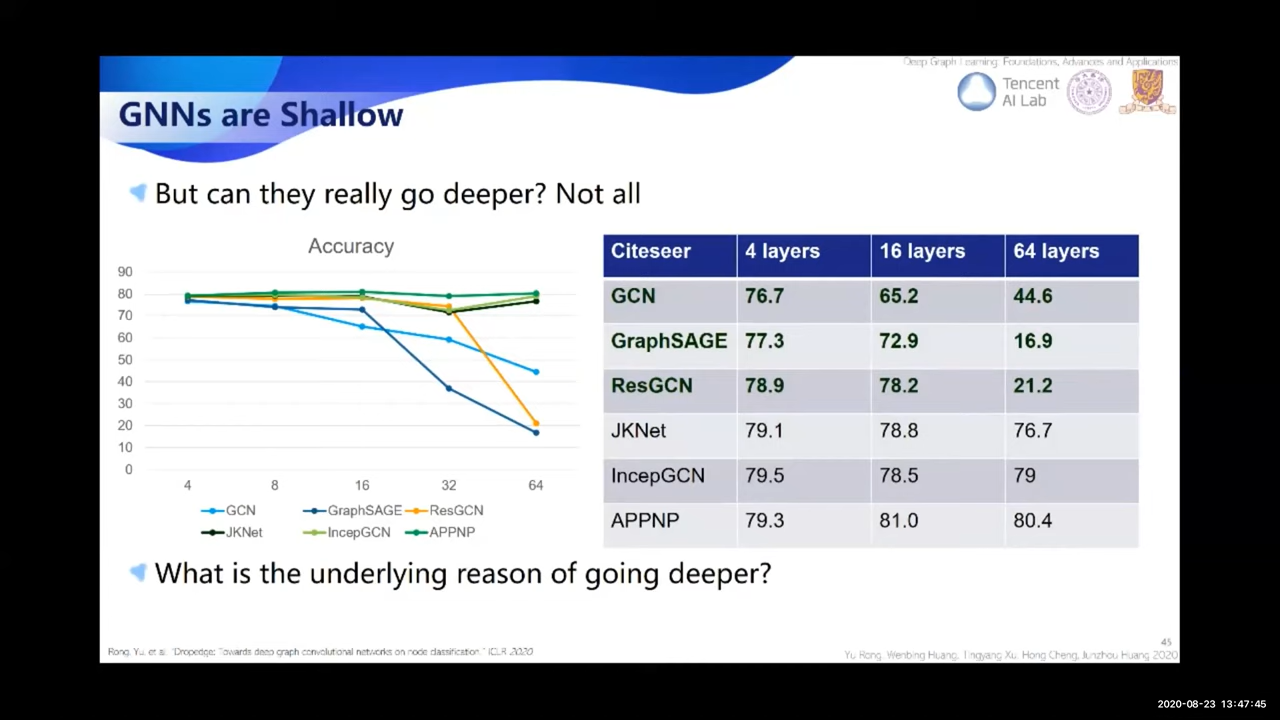 Deep Graph Learning: Foundations, Advances and Applications
Tencent
AI Lab
GNNs are Shallow
But can they really go deeper? Not all
Accuracy
90
80
70
60
50
40
30
20
10
0
4 8 16 32 64
GCN GraphSAGE ResGCN
JKNet IncepGCN APPNP
Citeseer 4 layers 16 layers 64 layers
GCN 76.7 65.2 44.6
GraphSAGE 77.3 72.9 16.9
ResGCN 78.9 78.2 21.2
JKNet 79.1 78.8 76.7
IncepGCN 79.5 78.5 79
APPNP 79.3 81.0 80.4
What is the underlying reason of going deeper?
45
Rong, Yu, et al. "Dropedge: Towards deep graph convolutional networks on node classification." ICLR 2020
Yu Rong, Wenbing Huang, Tingyang Xu, Hong Cheng, Junzhou Huang 2020
2020-08-23 13:47:45